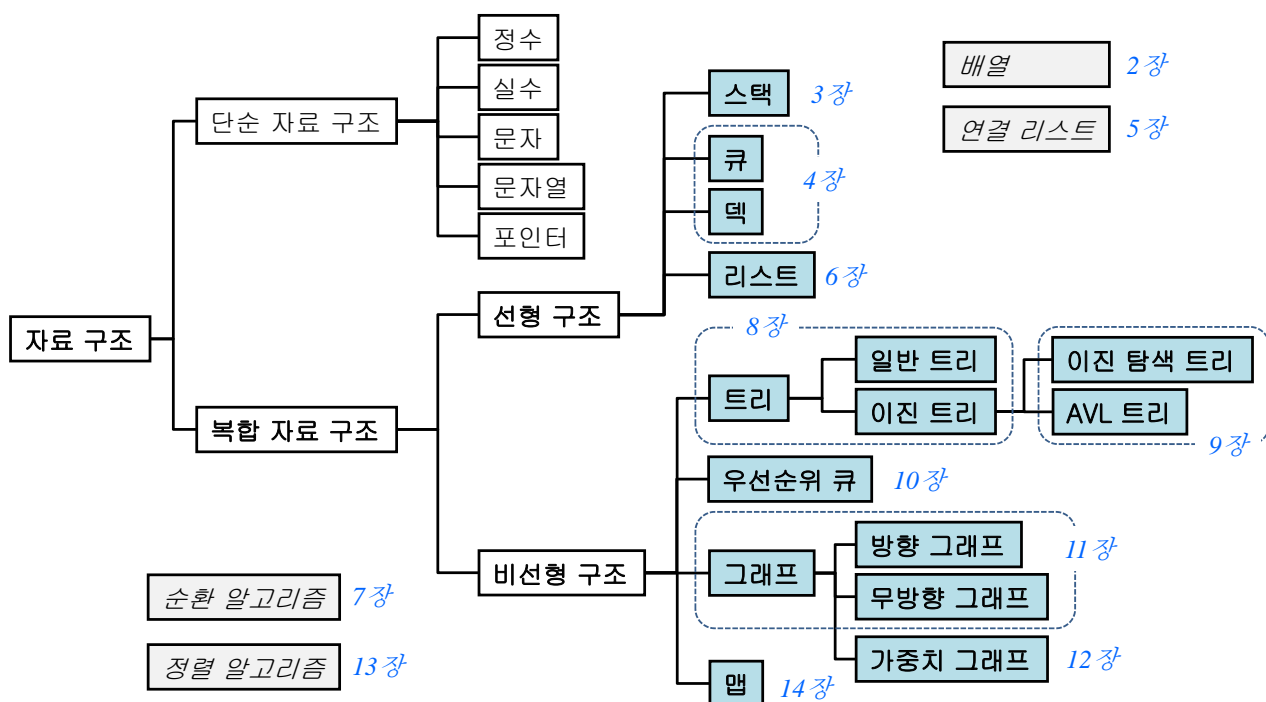 정수
실수
문자
문자열
포인터
단순 자료 구조
배열 2장
연결 리스트 5장
스택 3장
큐
덱
4장
리스트 6장
선형 구조
자료 구조
복합 자료 구조
8장
트리
일반 트리
이진 트리
이진 탐색 트리
AVL 트리
9장
우선순위 큐 10장
비선형 구조
그래프
방향 그래프
무방향 그래프
11장
가중치 그래프 12장
맵 14장
순환 알고리즘 7장
정렬 알고리즘 13장